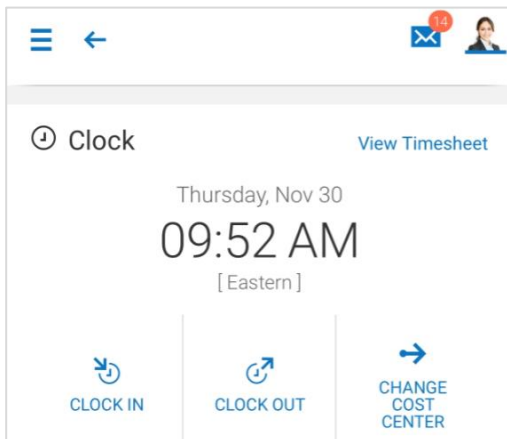 14
Clock
View Timesheet
Thursday, Nov 30
09:52 AM
[ Eastern ]
CLOCK IN
CLOCK OUT
CHANGE
COST
CENTER